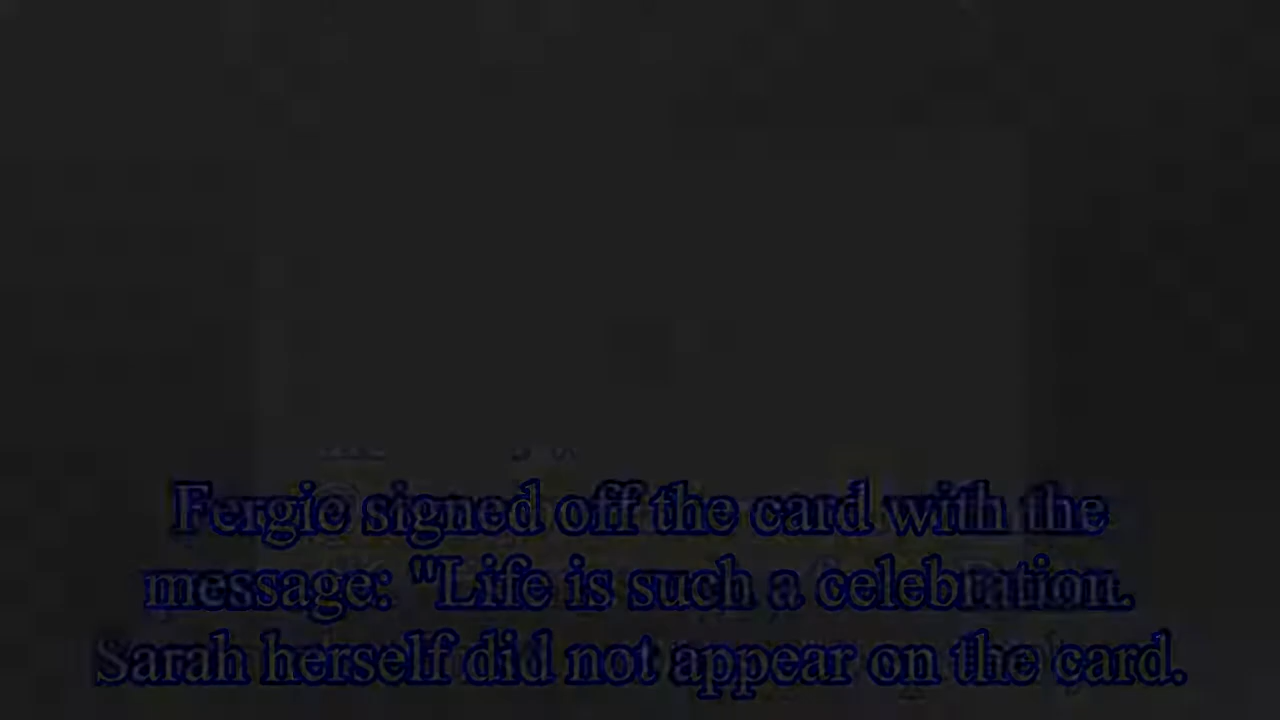 Fergie signed off the card with the
message: "Life is such a celebration.
Sarah herself did not appear on the card.